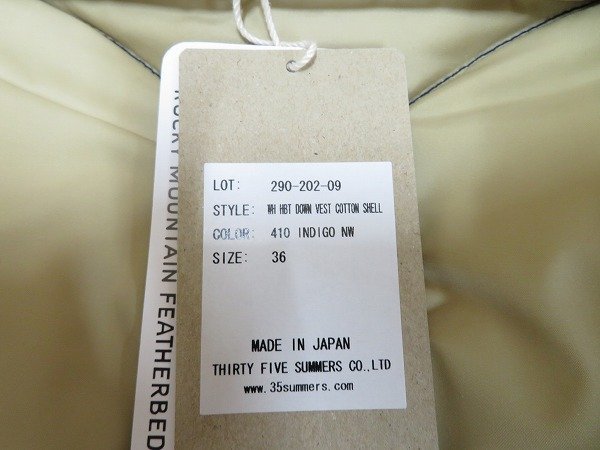 ROCKY MOUNTAIN FEATHERBED
LOT: 290-202-09
STYLE: WH HBT DOWN VEST COTTON SHELL
COLOR: 410 INDIGO NW
SIZE: 36
MADE IN JAPAN
THIRTY FIVE SUMMERS CO.,LTD
www.35summers.com